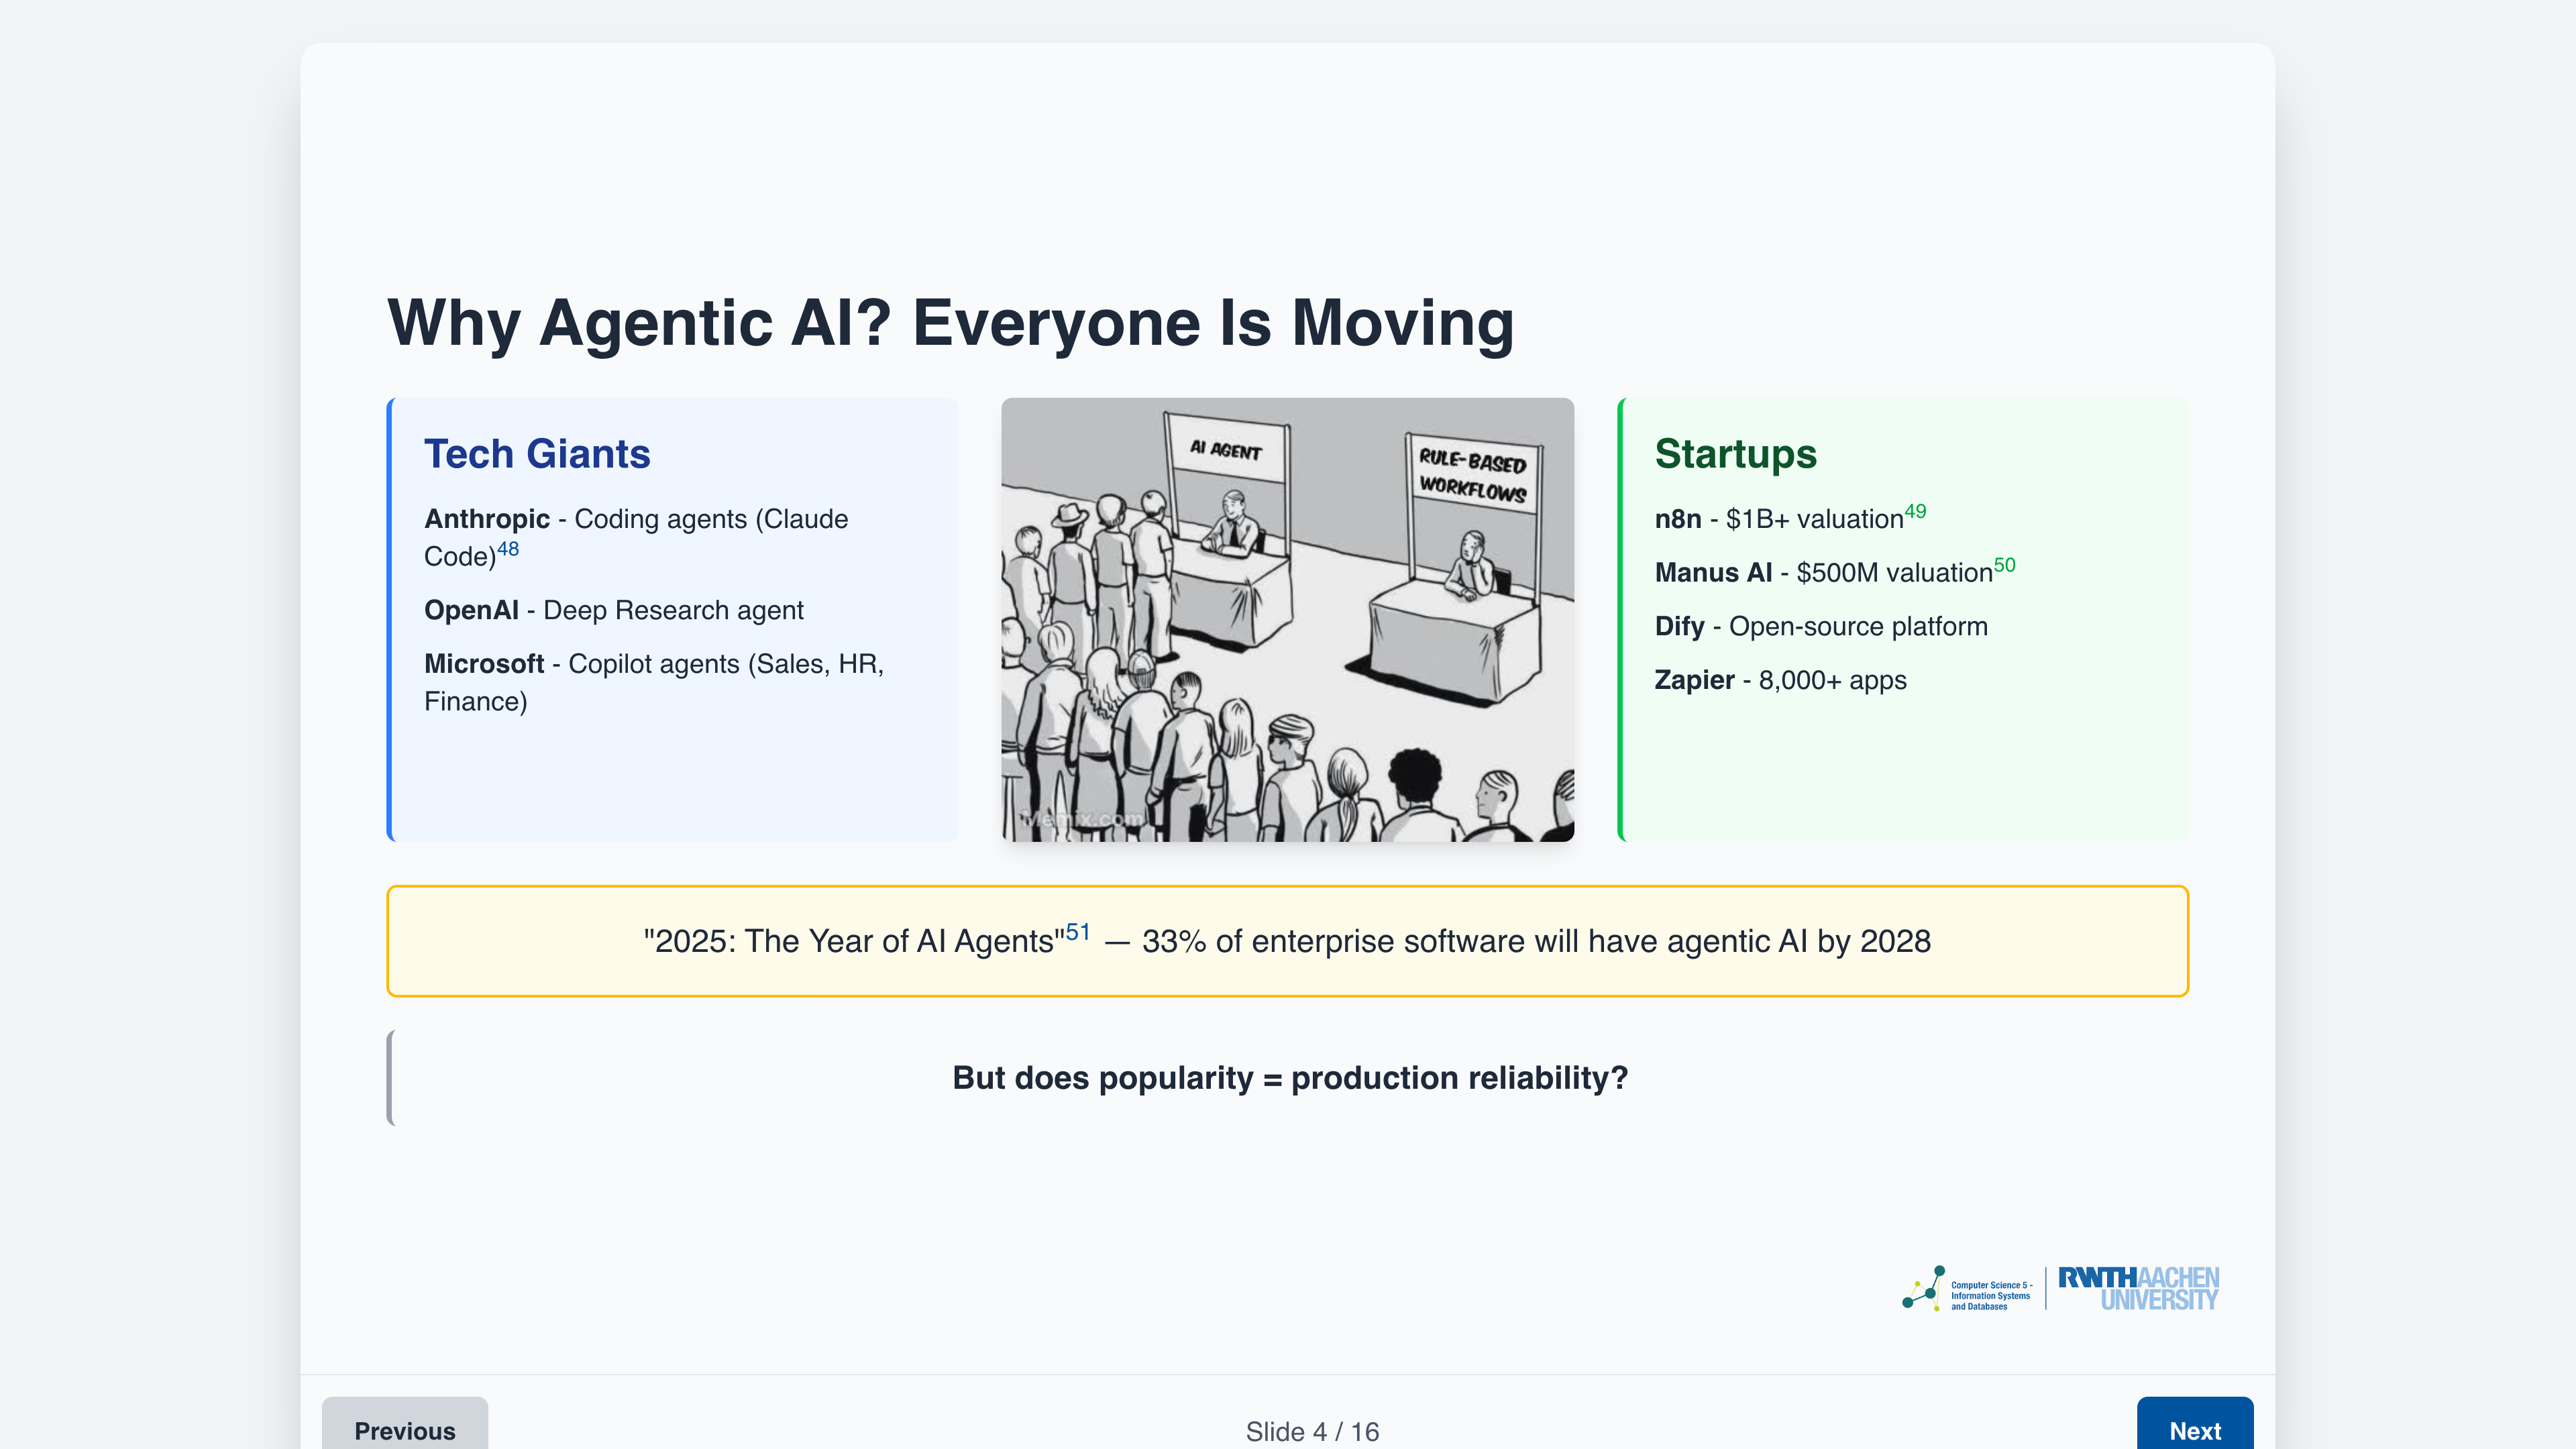 Why Agentic AI? Everyone Is Moving
Tech Giants
Anthropic - Coding agents (Claude
Code)48
OpenAI - Deep Research agent
Microsoft - Copilot agents (Sales, HR,
Finance)
AI AGENT
RULE-BASED
WORKFLOWS
Memix.com
Startups
n8n - $1B+ valuation49
Manus AI - $500M valuation50
Dify - Open-source platform
Zapier - 8,000+ apps
"2025: The Year of AI Agents"51 — 33% of enterprise software will have agentic AI by 2028
But does popularity = production reliability?
Computer Science 5 -
Information Systems
and Databases
RWTHAACHEN
UNIVERSITY
Previous
Slide 4 / 16
Next